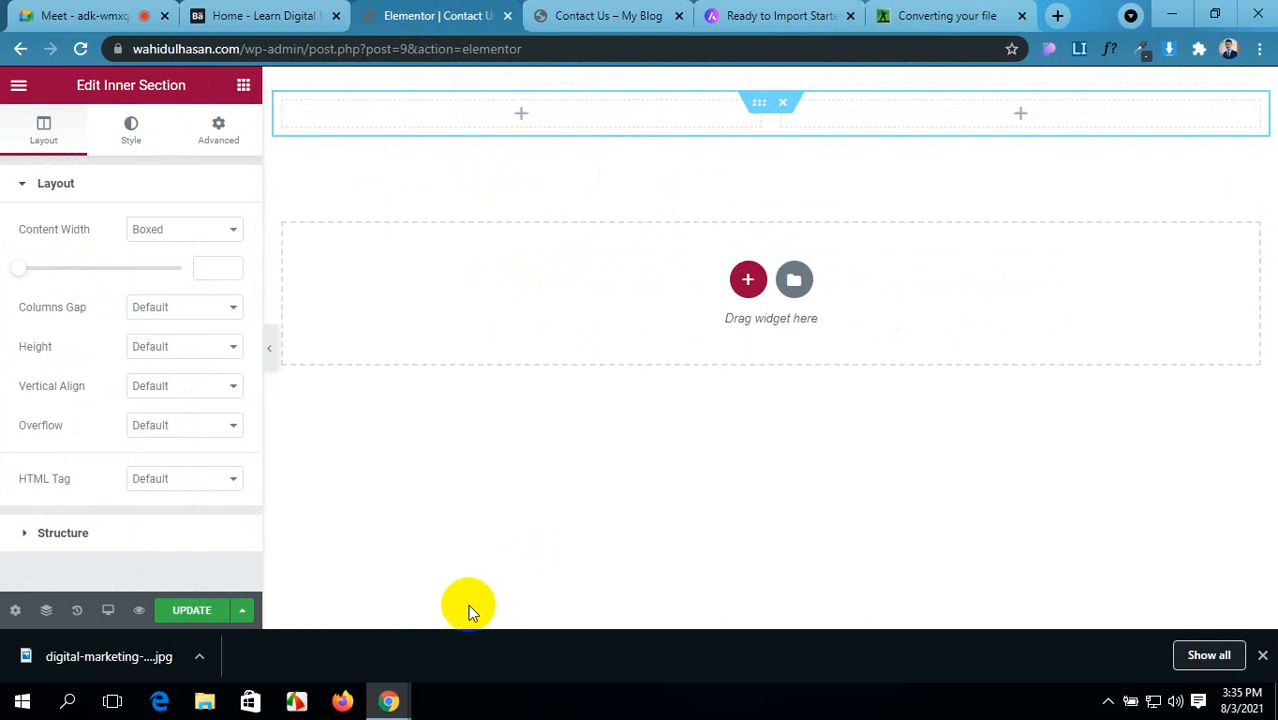 Meet - adk-wmxq
Home - Learn Digital M
Elementor | Contact U
Contact Us – My Blog
Ready to Import Starte
Converting your file
wahidulhasan.com/wp-admin/post.php?post=9&action=elementor
Edit Inner Section
Layout
Style
Advanced
Layout
Content Width
Boxed
Columns Gap
Default
Height
Default
Vertical Align
Default
Overflow
Default
HTML Tag
Default
Structure
UPDATE
Drag widget here
digital-marketing-....jpg
Show all
3:35 PM
8/3/2021